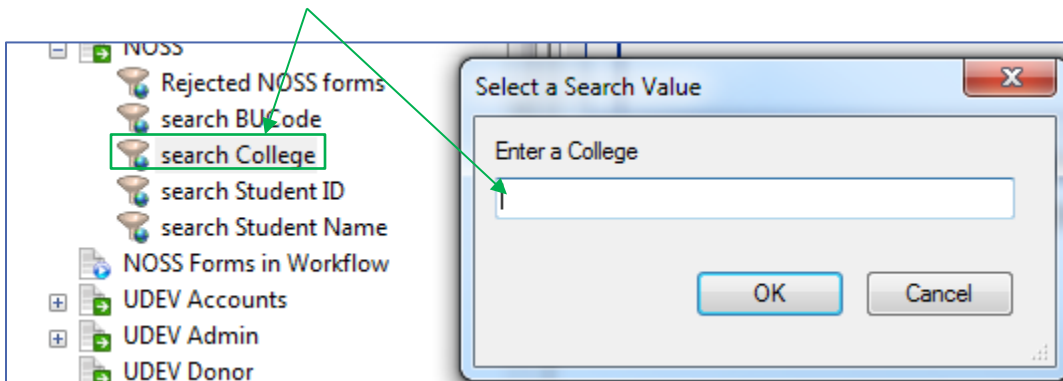 NOSS
Rejected NOSS forms
search BUCode
search College
search Student ID
search Student Name
NOSS Forms in Workflow
UDEV Accounts
UDEV Admin
UDEV Donor
Select a Search Value
Enter a College
OK Cancel